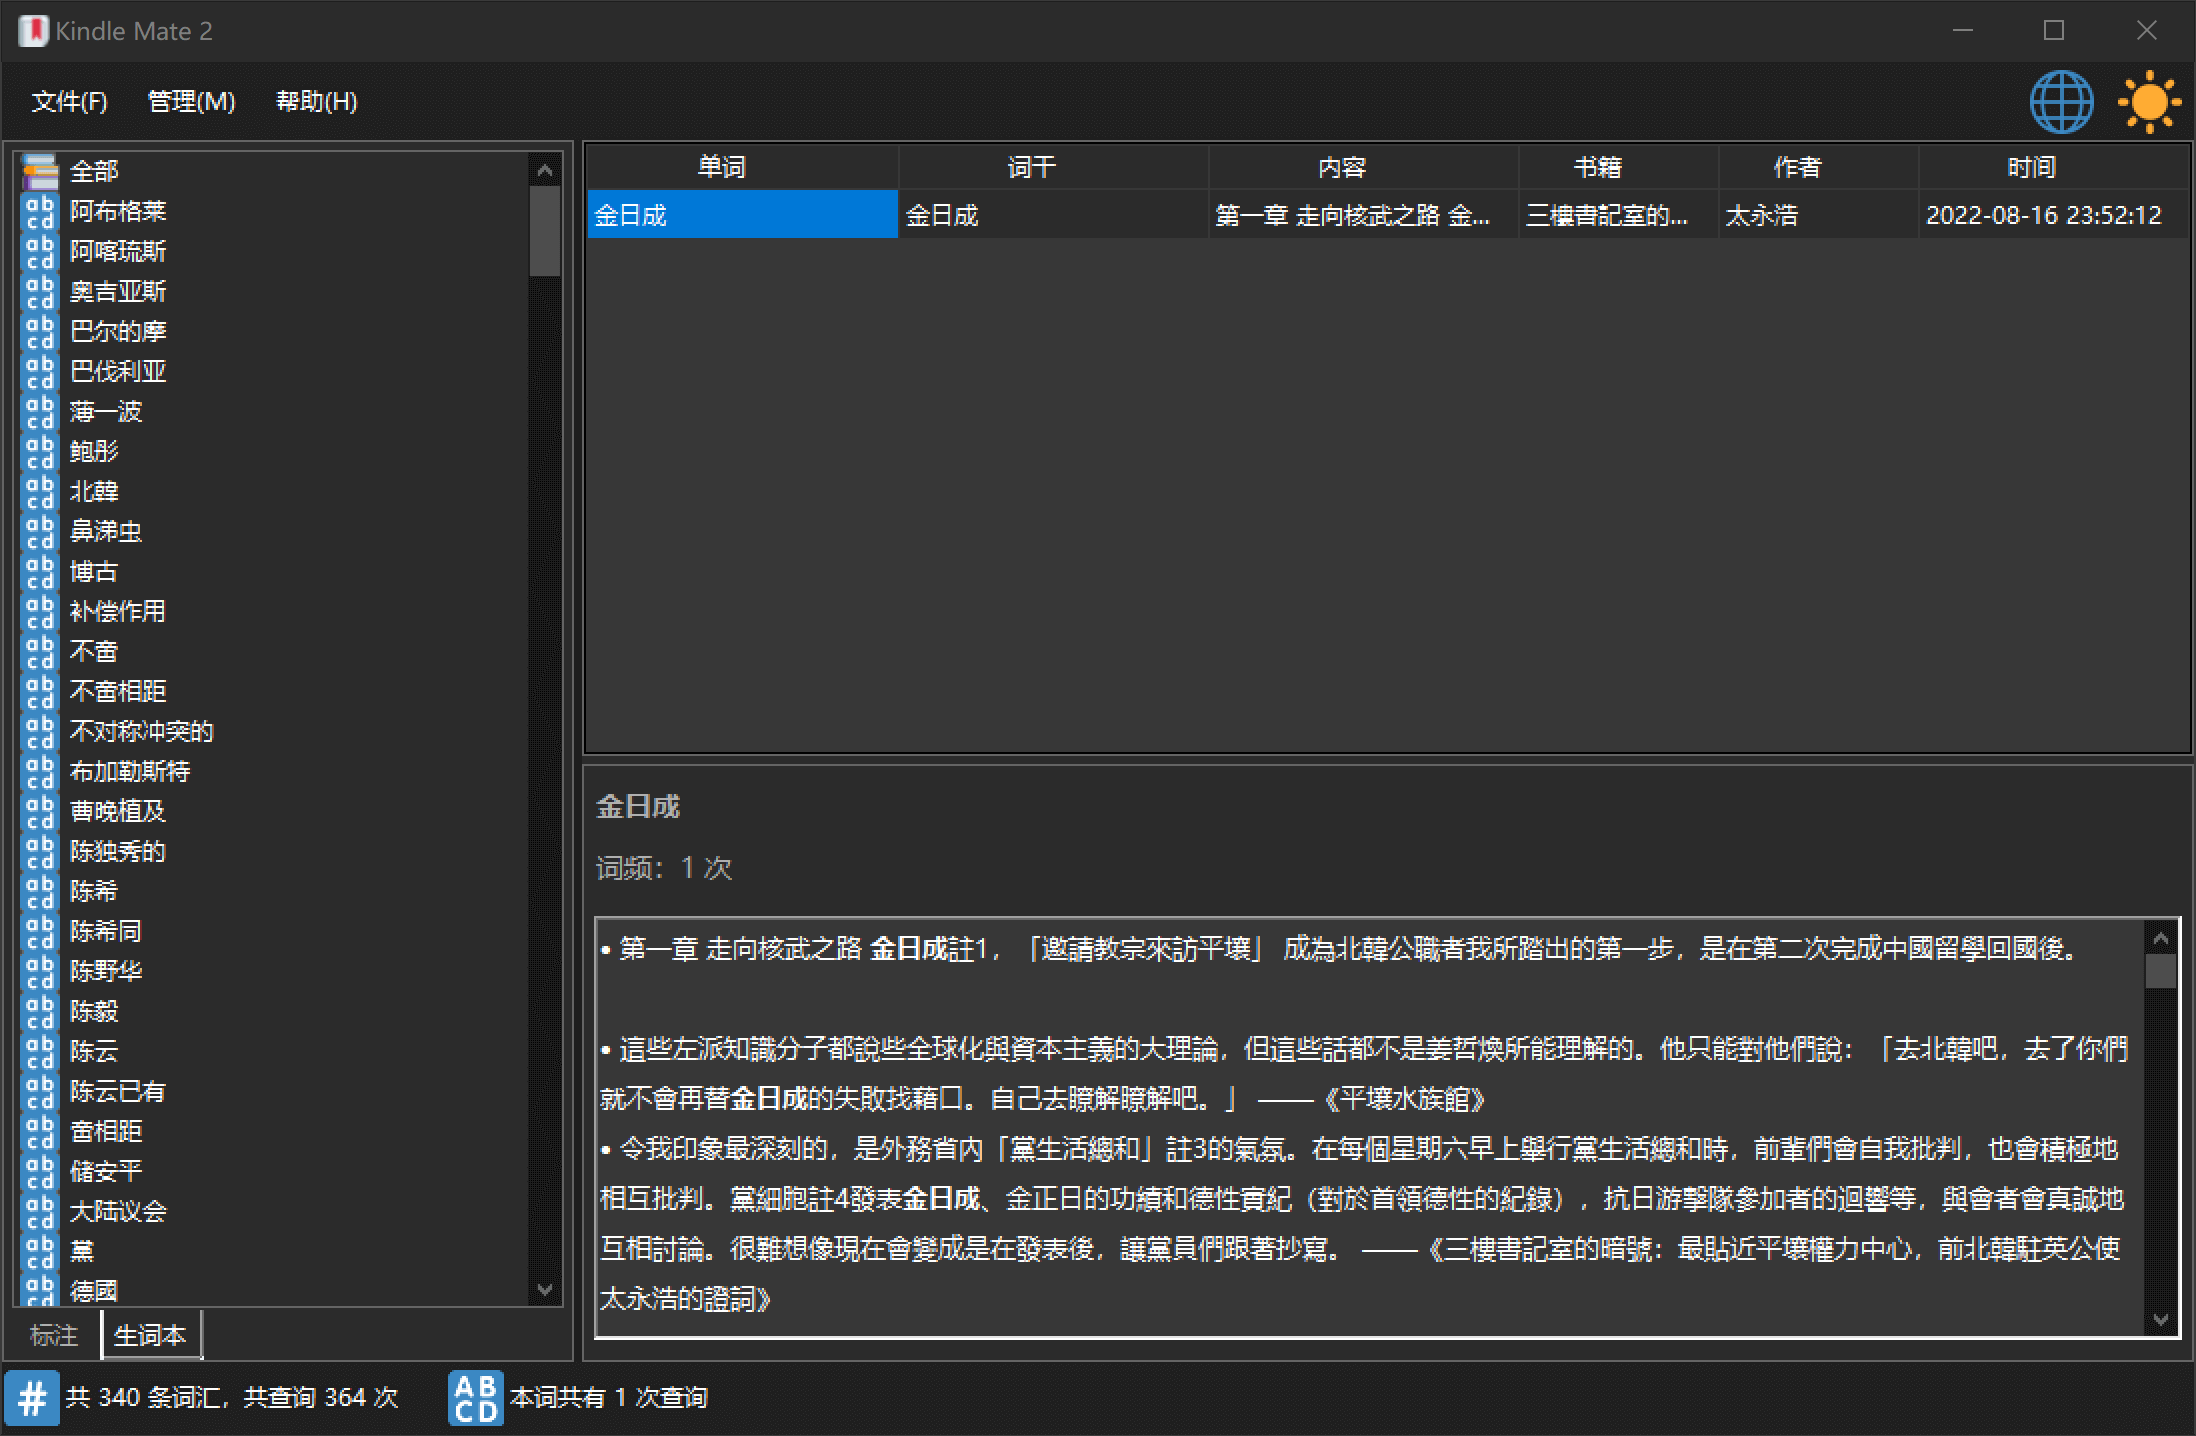 Kindle Mate 2
文件(F) 管理(M) 帮助(H)
全部
阿布格莱
阿喀琉斯
奥吉亚斯
巴尔的摩
巴伐利亚
薄一波
鲍彤
北韓
鼻涕虫
博古
补偿作用
不啻
不啻相距
不对称冲突的
布加勒斯特
曹晚植及
陈独秀的
陈希
陈希同
陈野华
陈毅
陈云
陈云已有
啻相距
储安平
大陆议会
黨
德國
标注 生词本
单词 词干 内容 书籍 作者 时间
金日成 金日成 第一章 走向核武之路 金... 三樓書記室的... 太永浩 2022-08-16 23:52:12
金日成
词频：1 次
• 第一章 走向核武之路 金日成註1，「邀請教宗來訪平壤」 成為北韓公職者我所踏出的第一步，是在第二次完成中國留學回國後。
• 這些左派知識分子都說些全球化與資本主義的大理論，但這些話都不是姜哲煥所能理解的。他只能對他們說：「去北韓吧，去了你們
就不會再替金日成的失敗找藉口。自己去瞭解瞭解吧。」 ——《平壤水族館》
• 令我印象最深刻的，是外務省內「黨生活總和」註3的氣氛。在每個星期六早上舉行黨生活總和時，前輩們會自我批判，也會積極地
相互批判。黨細胞註4發表金日成、金正日的功績和德性實紀（對於首領德性的紀錄），抗日游擊隊參加者的迴響等，與會者會真誠地
互相討論。很難想像現在會變成是在發表後，讓黨員們跟著抄寫。 ——《三樓書記室的暗號：最貼近平壤權力中心，前北韓駐英公使
太永浩的證詞》
共 340 条词汇，共查询 364 次 本词共有 1 次查询